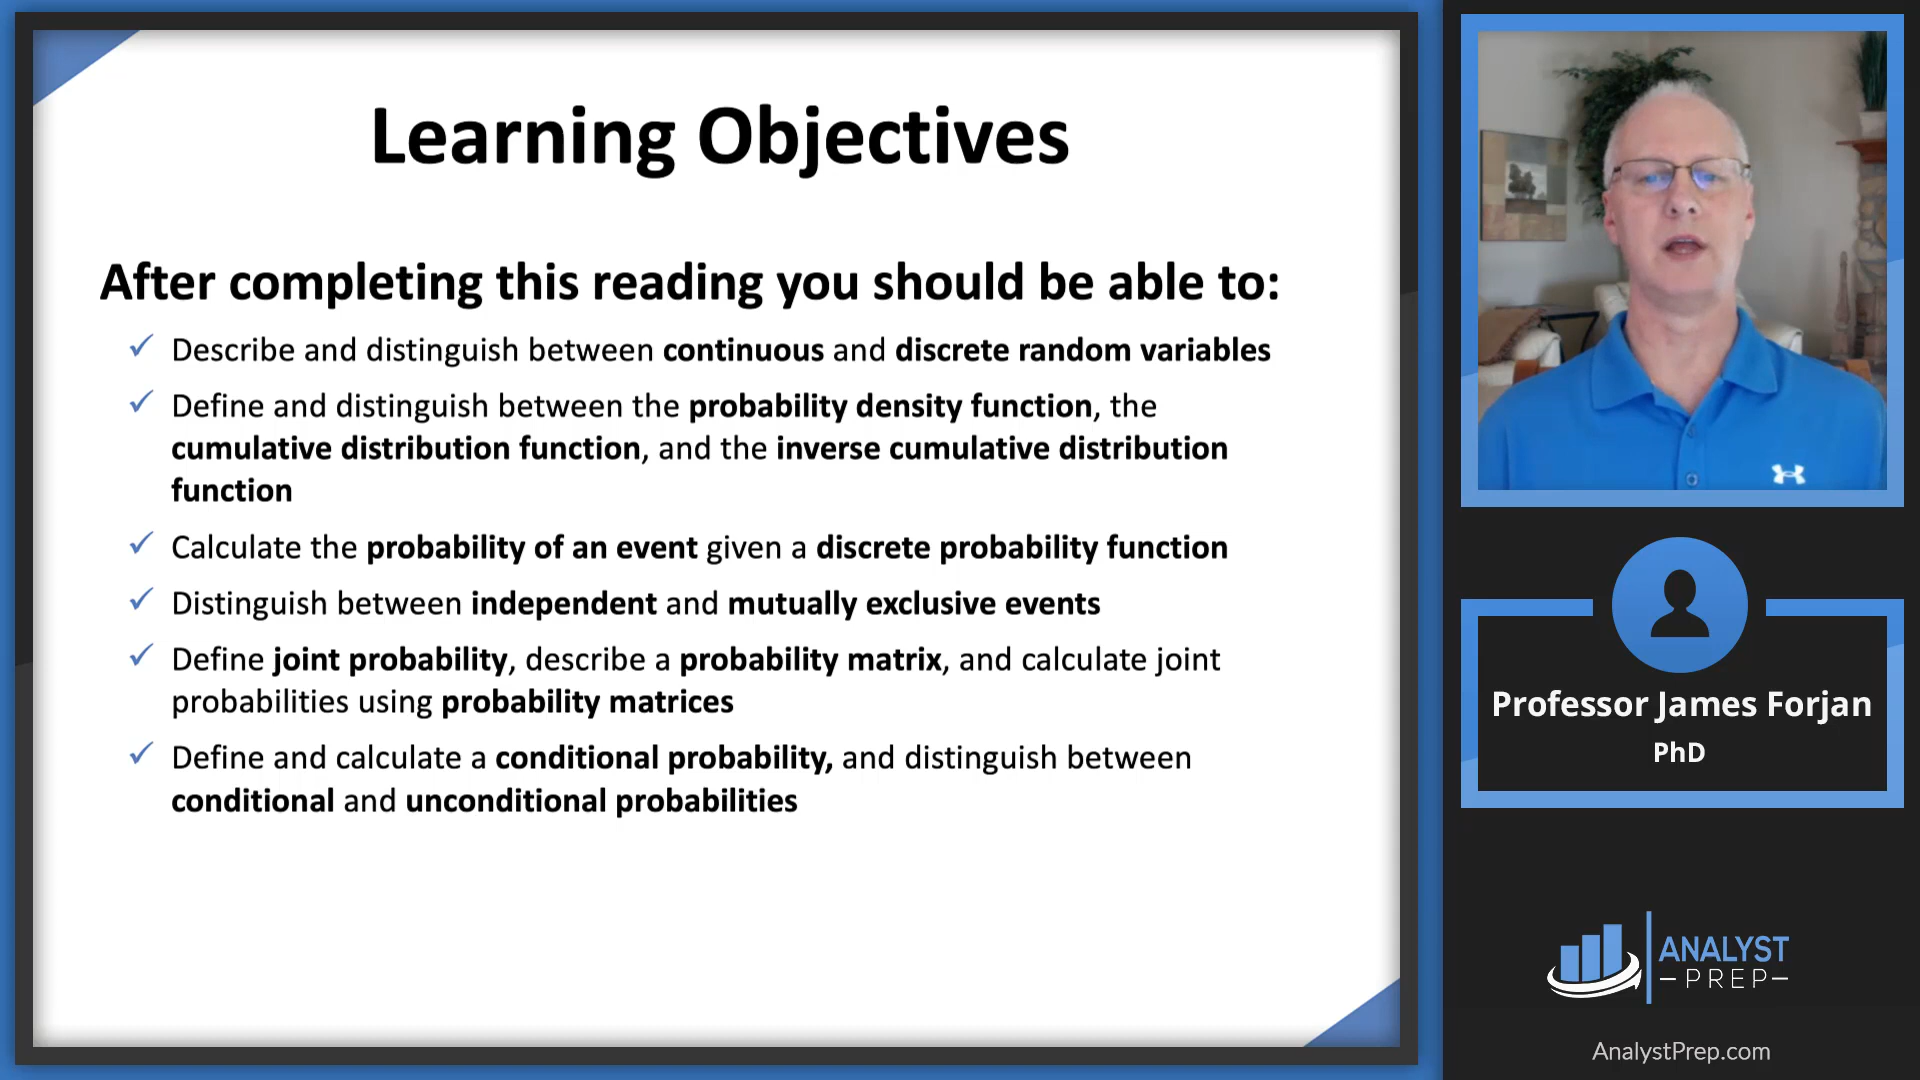 Learning Objectives
After completing this reading you should be able to:
✓ Describe and distinguish between continuous and discrete random variables
✓ Define and distinguish between the probability density function, the
cumulative distribution function, and the inverse cumulative distribution
function
✓ Calculate the probability of an event given a discrete probability function
✓ Distinguish between independent and mutually exclusive events
✓ Define joint probability, describe a probability matrix, and calculate joint
probabilities using probability matrices
✓ Define and calculate a conditional probability, and distinguish between
conditional and unconditional probabilities
Professor James Forjan
PhD
ANALYST
PREP
AnalystPrep.com